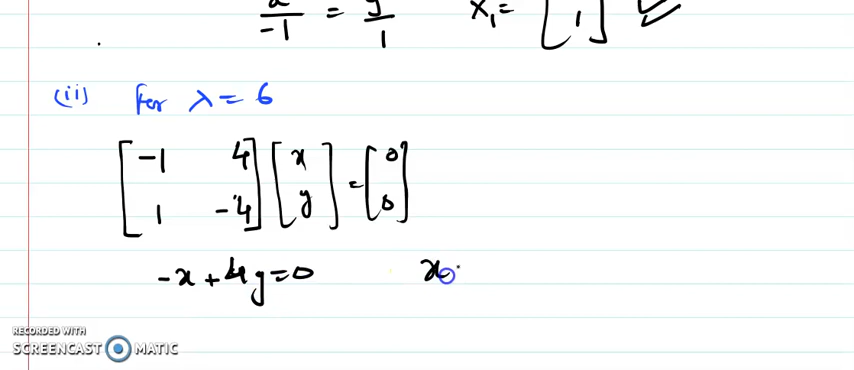 -1 = 1 x₁ = [ 1 ]
(ii) For λ = 6
[ -1 4 ; 1 -4 ] [ x ; y ] = [ 0 ; 0 ]
-x + 4y = 0 x
RECORDED WITH
SCREENCAST MATIC